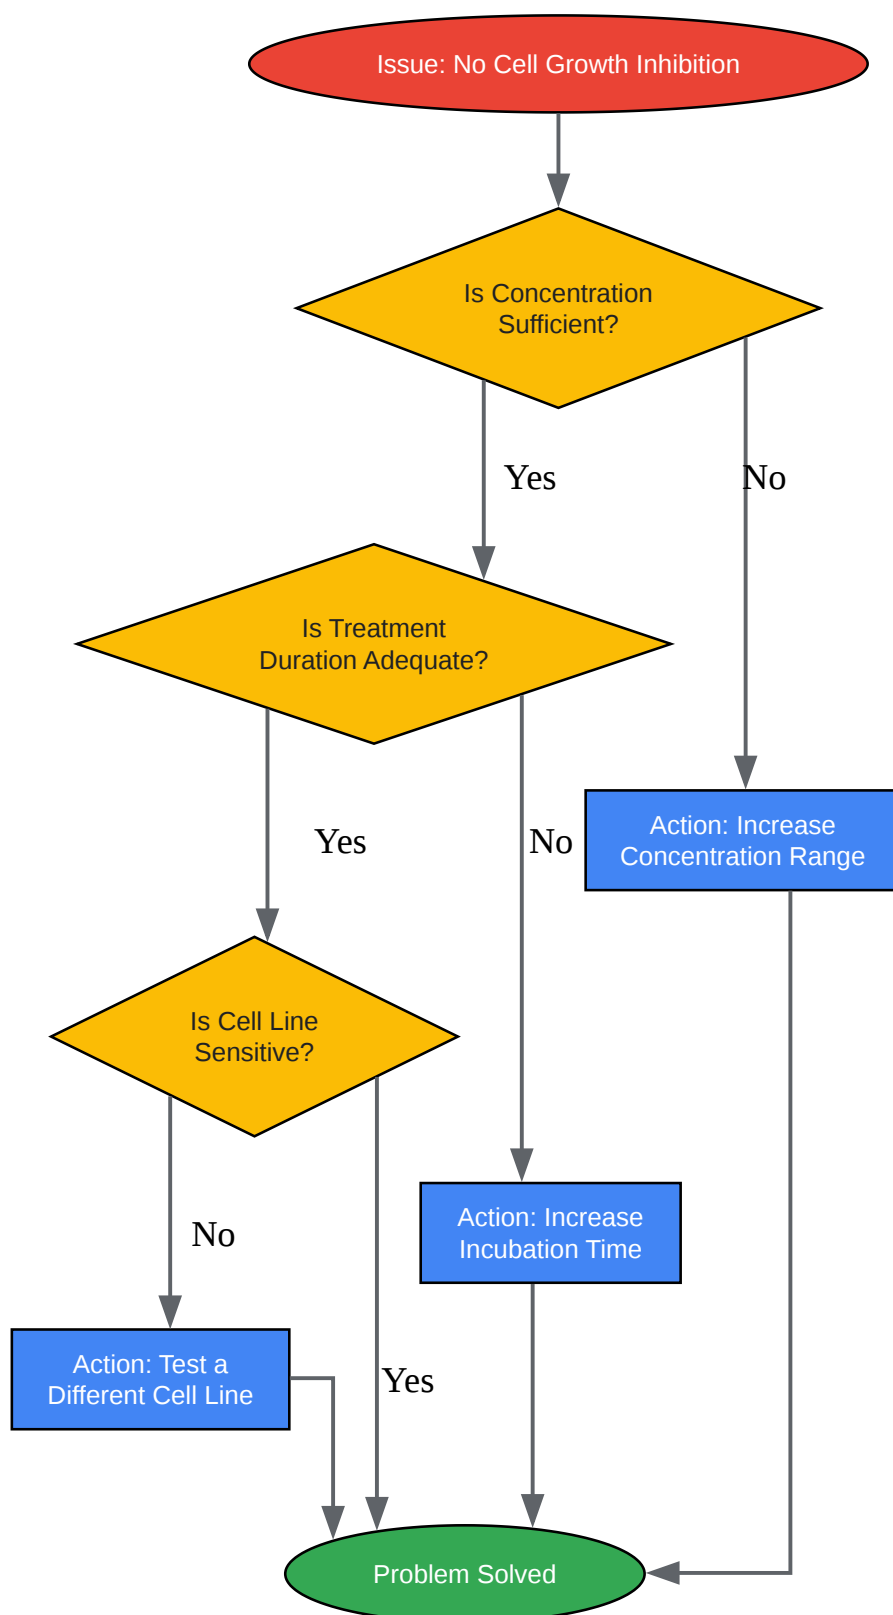 Issue: No Cell Growth Inhibition
Is Concentration
Sufficient?
Yes
No
Is Treatment
Duration Adequate?
Action: Increase
Concentration Range
Yes
No
Is Cell Line
Sensitive?
Action: Increase
Incubation Time
No
Action: Test a
Different Cell Line
Yes
Problem Solved